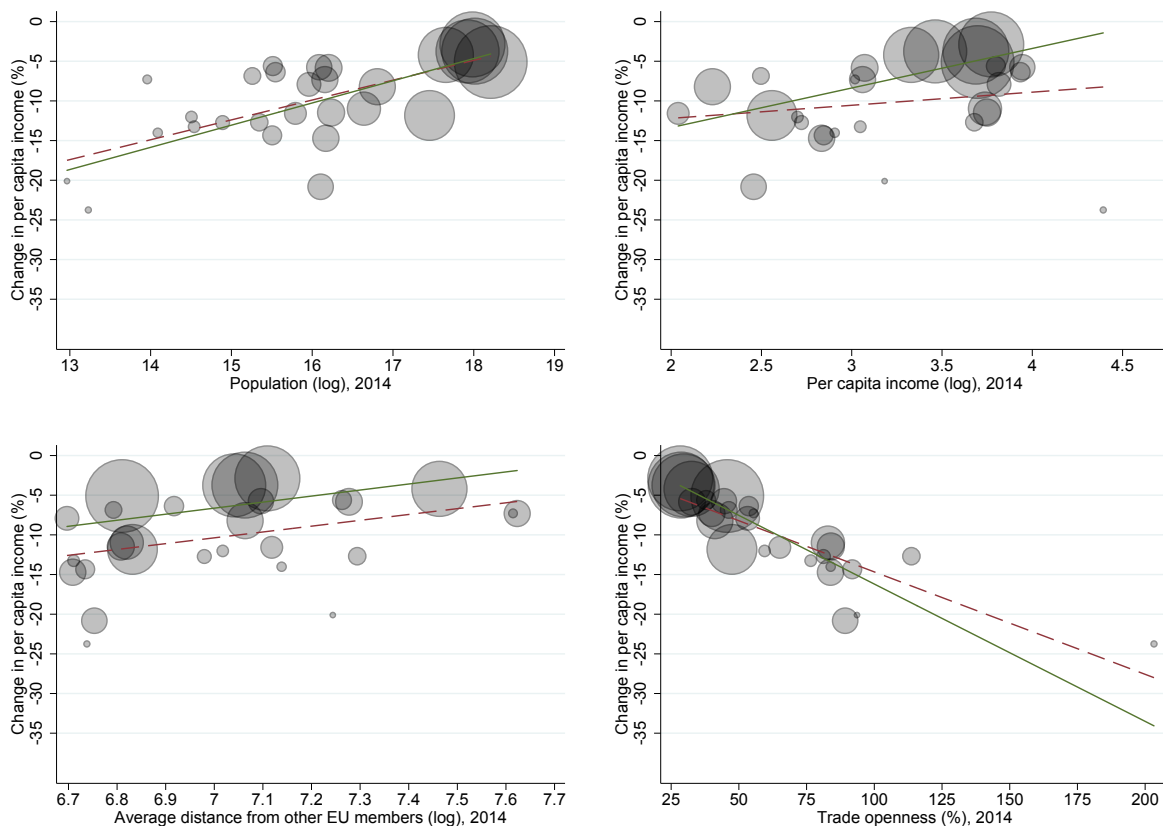 Change in per capita income (%)
0
-5
-10
-15
-20
-25
-30
-35
13 14 15 16 17 18 19
Population (log), 2014
Change in per capita income (%)
0
-5
-10
-15
-20
-25
-30
-35
2 2.5 3 3.5 4 4.5
Per capita income (log), 2014
Change in per capita income (%)
0
-5
-10
-15
-20
-25
-30
-35
6.7 6.8 6.9 7 7.1 7.2 7.3 7.4 7.5 7.6 7.7
Average distance from other EU members (log), 2014
Change in per capita income (%)
0
-5
-10
-15
-20
-25
-30
-35
25 50 75 100 125 150 175 200
Trade openness (%), 2014